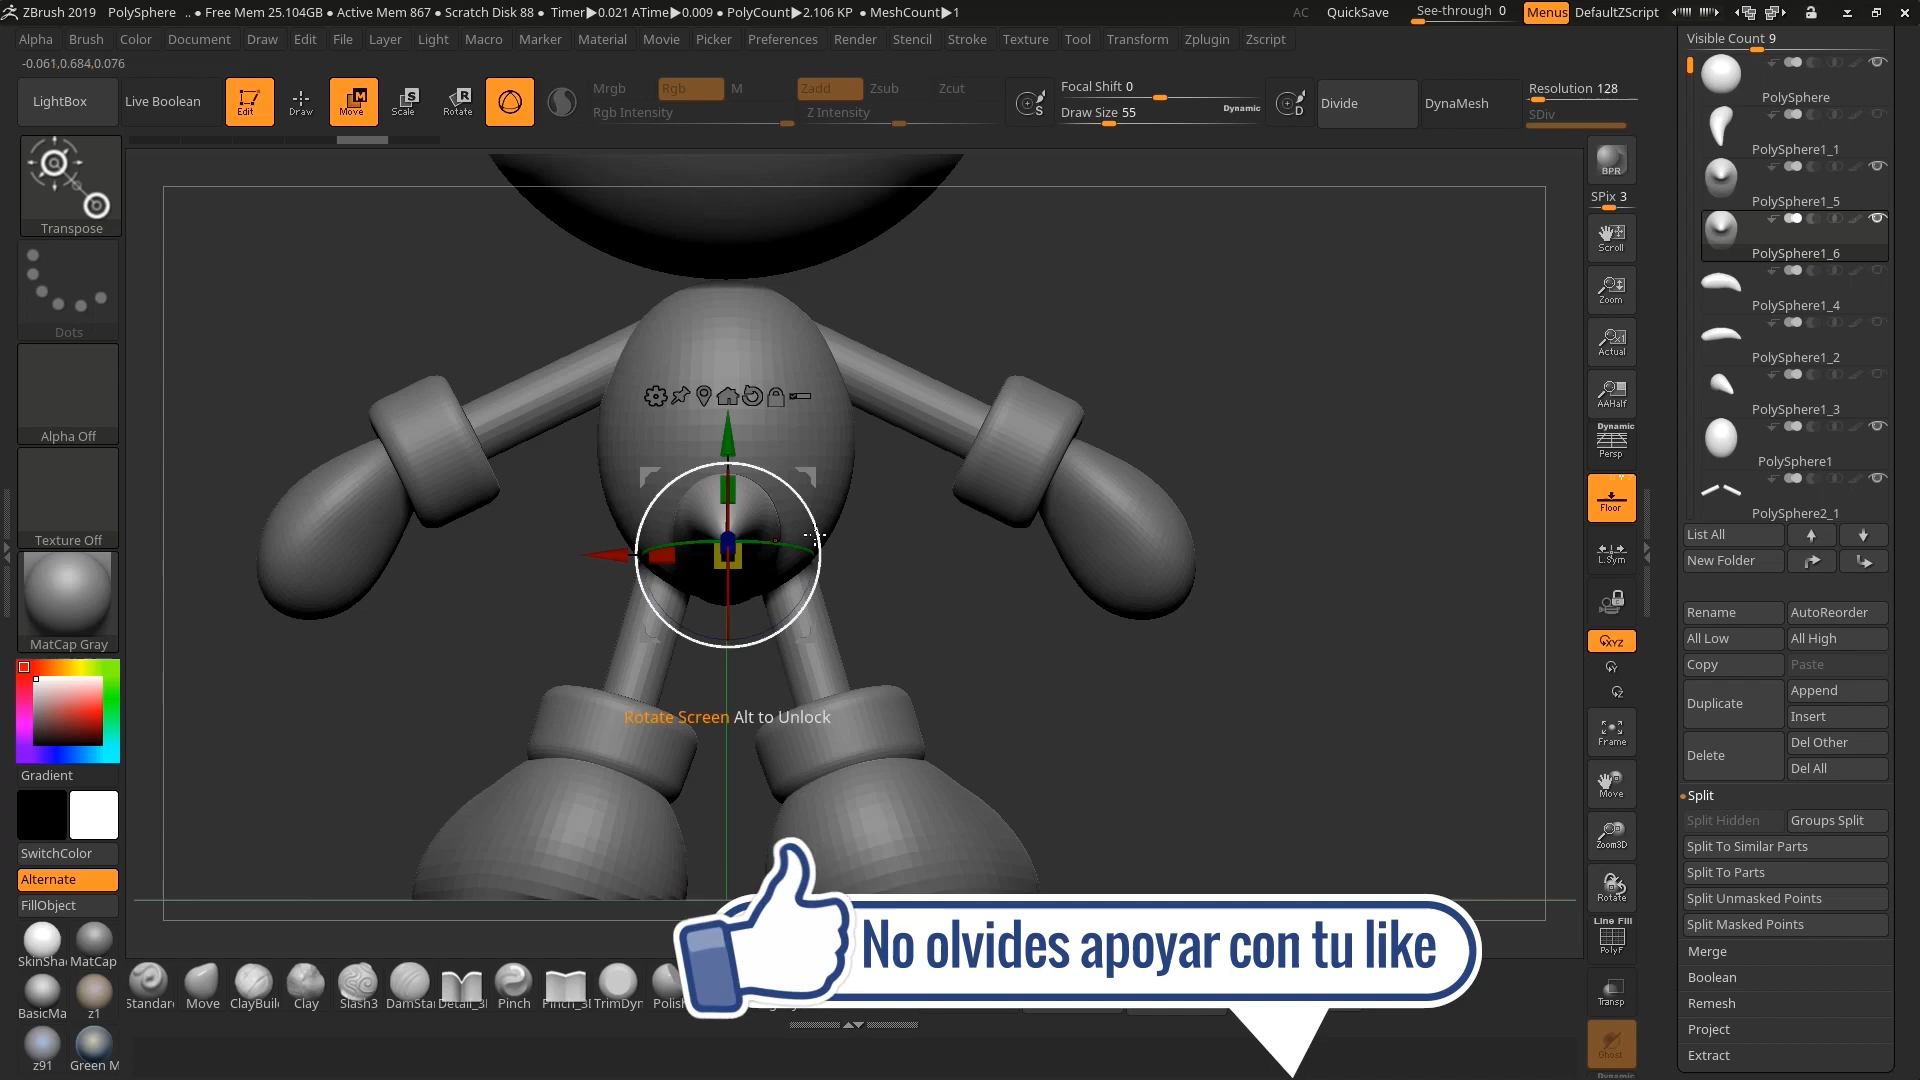 ZBrush 2019 PolySphere .. ● Free Mem 25.104GB ● Active Mem 867 ● Scratch Disk 88 ● Timer▶0.021 ATime▶0.009 ● PolyCount▶2.106 KP ● MeshCount▶1 AC QuickSave See-through 0 Menus DefaultZScript
Alpha Brush Color Document Draw Edit File Layer Light Macro Marker Material Movie Picker Preferences Render Stencil Stroke Texture Tool Transform Zplugin Zscript
-0.061,0.684,0.076
LightBox Live Boolean Edit Draw Move Scale Rotate
Mrgb Rgb M Zadd Zsub Zcut
Rgb Intensity Z Intensity
Focal Shift 0
Draw Size 55 Dynamic
Divide DynaMesh
Resolution 128
SDiv
Transpose
Dots
Alpha Off
Texture Off
MatCap Gray
Gradient
SwitchColor
Alternate
FillObject
SkinSha MatCap
BasicMa z1
z91 Green M
Rotate Screen Alt to Unlock
Standard Move ClayBuil Clay Slash3 DamSta Detail_3 Pinch Pinch_3 TrimDyn Polish
No olvides apoyar con tu like
BPR
SPix 3
Scroll
Zoom
Actual
AAHalf
Dynamic
Persp
Floor
L.Sym
XYZ
Frame
Move
Zoom3D
Rotate
Line Fill
PolyF
Transp
Ghost
Dynamic
Visible Count 9
PolySphere
PolySphere1_1
PolySphere1_5
PolySphere1_6
PolySphere1_4
PolySphere1_2
PolySphere1_3
PolySphere1
PolySphere2_1
List All
New Folder
Rename AutoReorder
All Low All High
Copy Paste
Duplicate Append
Insert
Delete Del Other
Del All
Split
Split Hidden Groups Split
Split To Similar Parts
Split To Parts
Split Unmasked Points
Split Masked Points
Merge
Boolean
Remesh
Project
Extract